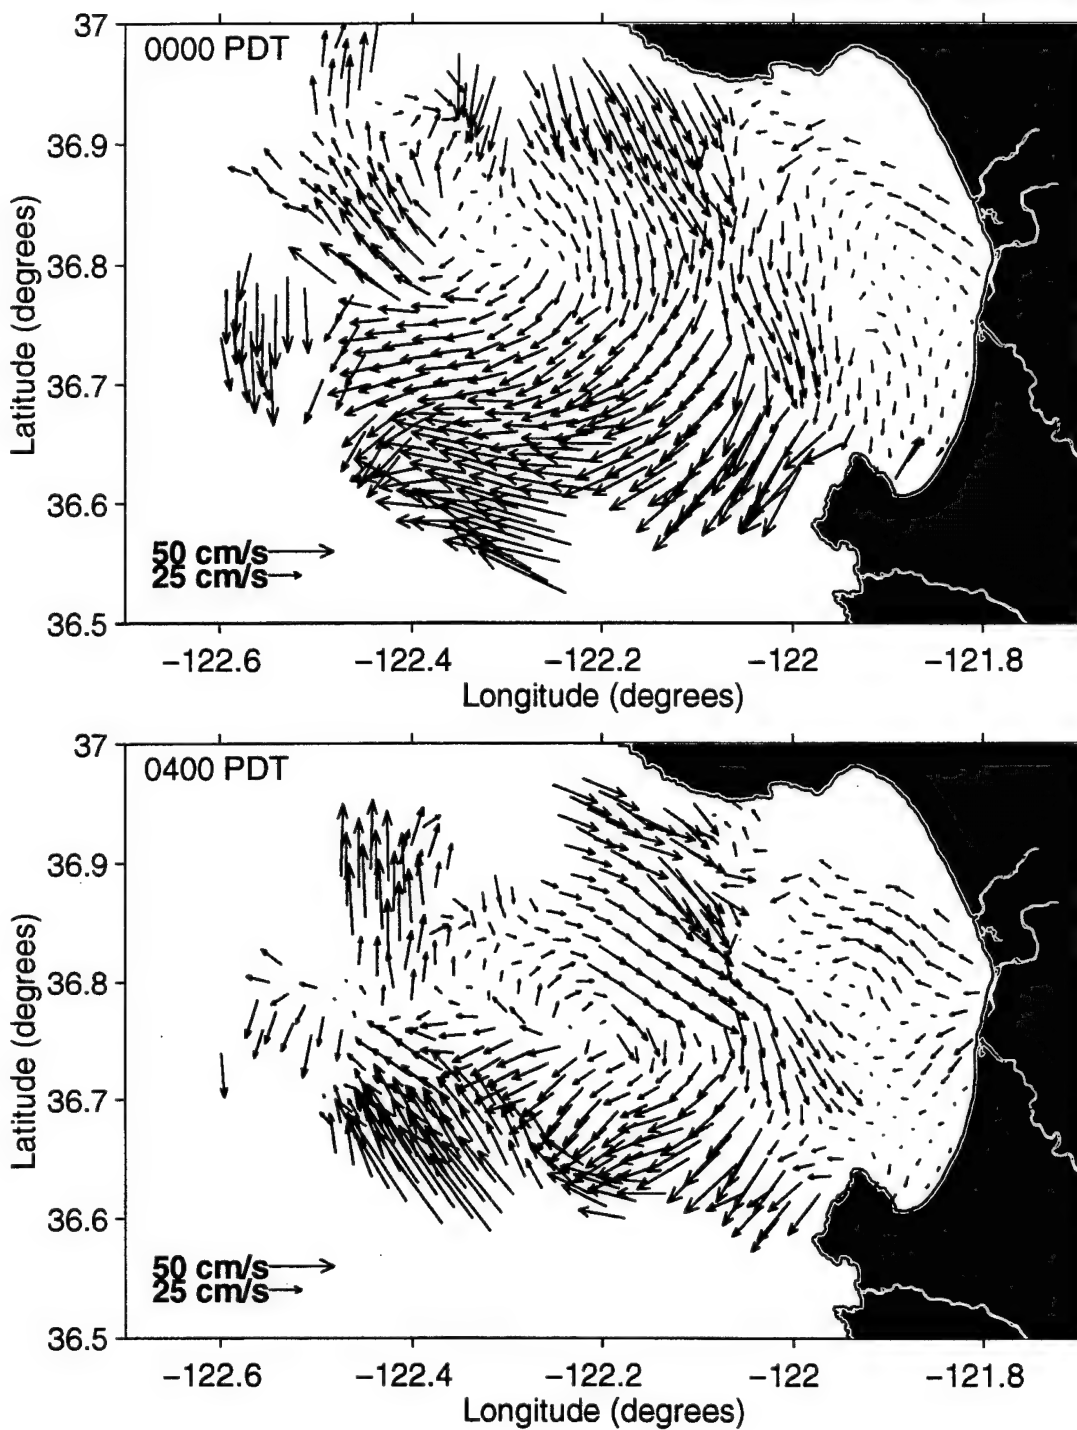 37
0000 PDT
36.9
36.8
36.7
36.6
36.5
Latitude (degrees)
50 cm/s
25 cm/s
−122.6
−122.4
−122.2
−122
−121.8
Longitude (degrees)
37
0400 PDT
36.9
36.8
36.7
36.6
36.5
Latitude (degrees)
50 cm/s
25 cm/s
−122.6
−122.4
−122.2
−122
−121.8
Longitude (degrees)